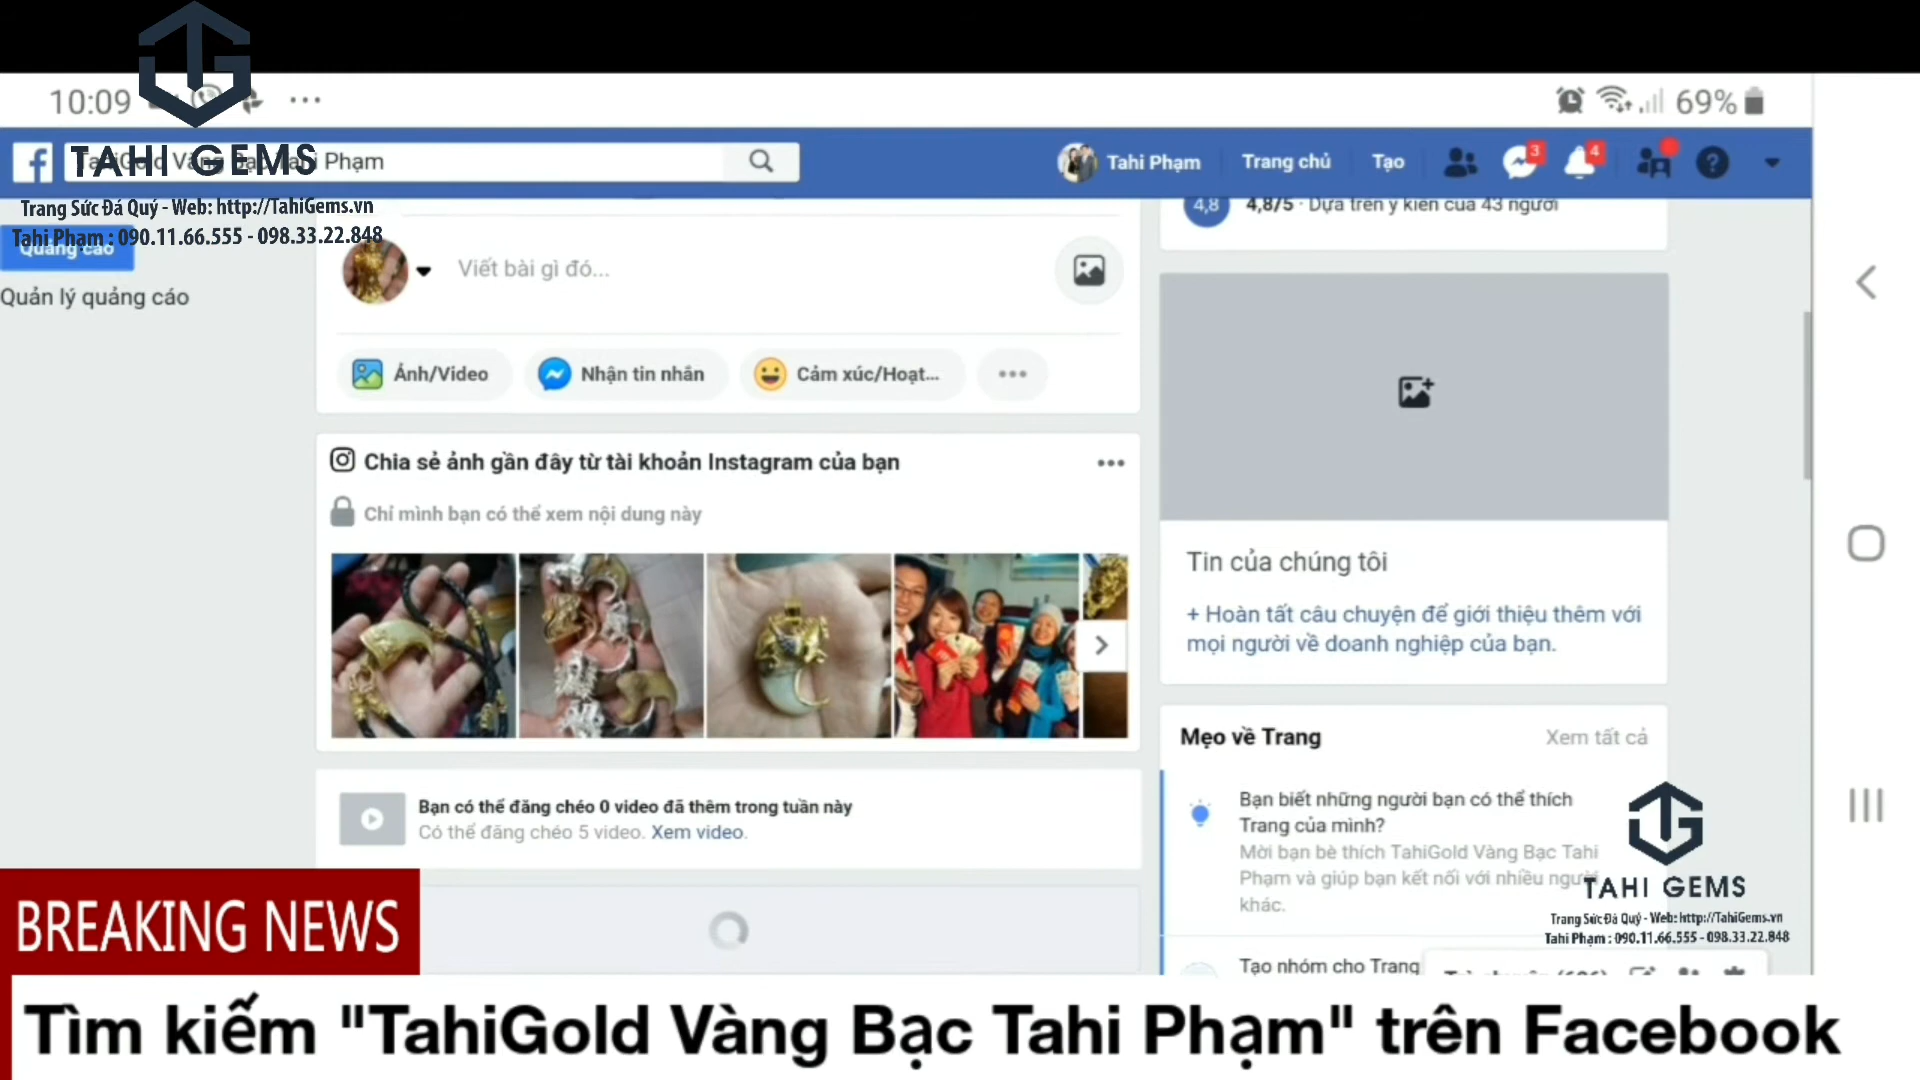 10:09
69%
TAHI GEMS
TahiGold Vàng Bạc Tahi Phạm
Tahi Phạm
Trang chủ
Tạo
3
4
Trang Sức Đá Quý - Web: http://TahiGems.vn
Tahi Phạm : 090.11.66.555 - 098.33.22.848
Quảng cáo
Quản lý quảng cáo
4,8
4,8/5 · Dựa trên ý kiến của 43 người
Viết bài gì đó...
Ảnh/Video
Nhận tin nhắn
Cảm xúc/Hoạt...
Chia sẻ ảnh gần đây từ tài khoản Instagram của bạn
Chỉ mình bạn có thể xem nội dung này
Tin của chúng tôi
+ Hoàn tất câu chuyện để giới thiệu thêm với
mọi người về doanh nghiệp của bạn.
Mẹo về Trang
Xem tất cả
Bạn có thể đăng chéo 0 video đã thêm trong tuần này
Có thể đăng chéo 5 video. Xem video.
Bạn biết những người bạn có thể thích
Trang của mình?
Mời bạn bè thích TahiGold Vàng Bạc Tahi
Phạm và giúp bạn kết nối với nhiều người
khác.
TAHI GEMS
Trang Sức Đá Quý - Web: http://TahiGems.vn
Tahi Phạm : 090.11.66.555 - 098.33.22.848
Tạo nhóm cho Trang
BREAKING NEWS
Tìm kiếm "TahiGold Vàng Bạc Tahi Phạm" trên Facebook